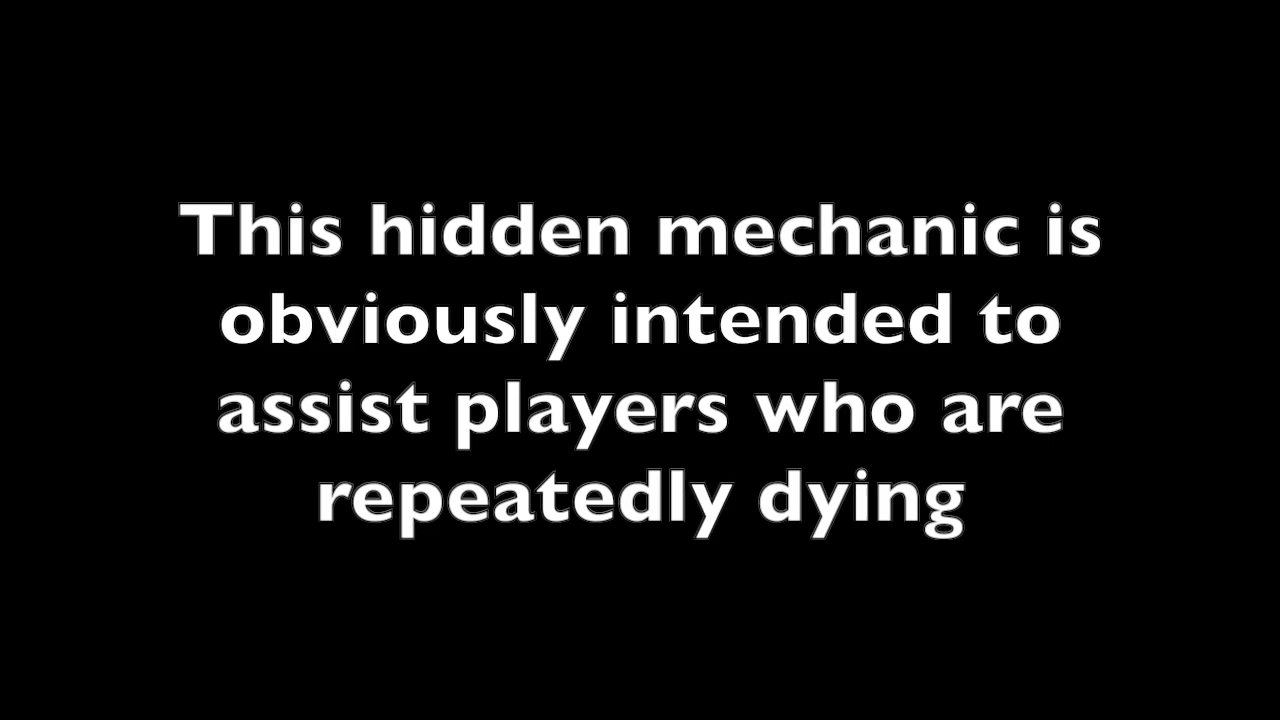 This hidden mechanic is
obviously intended to
assist players who are
repeatedly dying